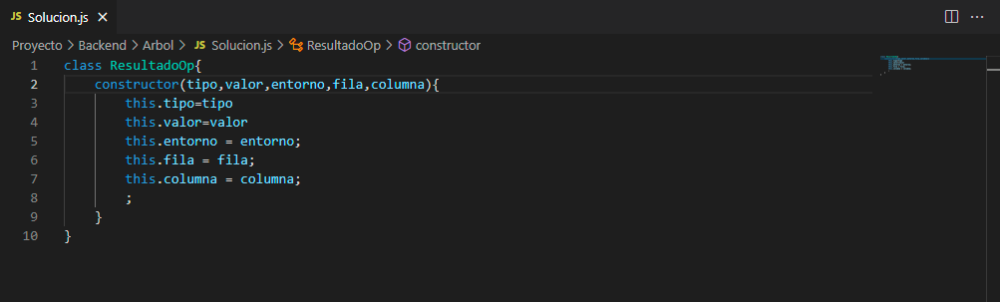 JS Solucion.js ×
Proyecto > Backend > Arbol > JS Solucion.js > ResultadoOp > constructor
1 class ResultadoOp{
2 constructor(tipo,valor,entorno,fila,columna){
3 this.tipo=tipo
4 this.valor=valor
5 this.entorno = entorno;
6 this.fila = fila;
7 this.columna = columna;
8 ;
9 }
10 }